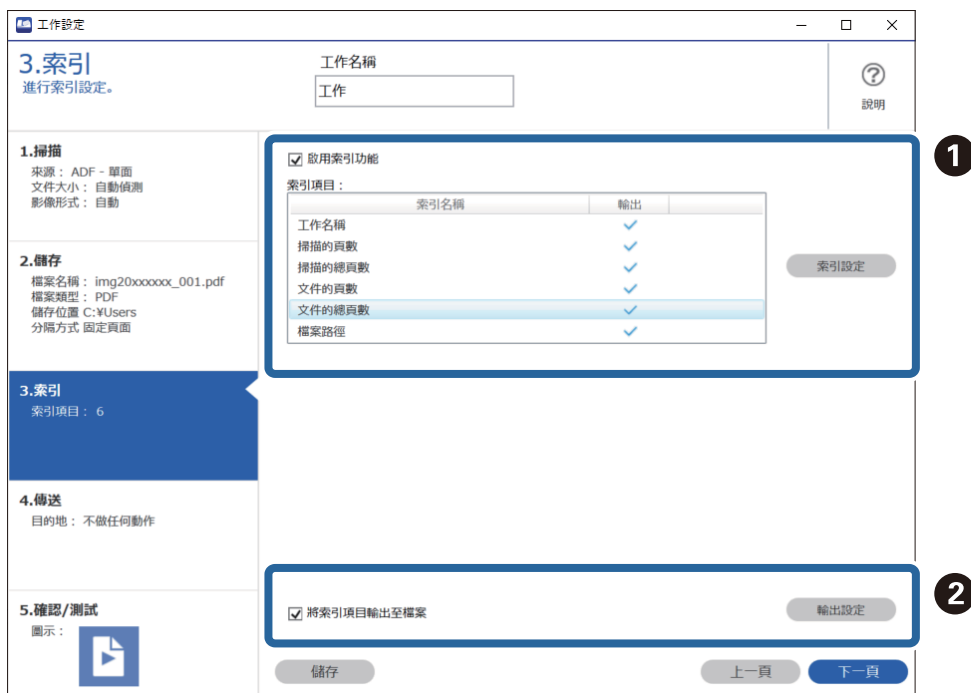 工作設定
3.索引
進行索引設定。
工作名稱
工作
說明
1.掃描
來源： ADF - 單面
文件大小： 自動偵測
影像形式： 自動
2.儲存
檔案名稱： img20xxxxxx_001.pdf
檔案類型： PDF
儲存位置 C:¥Users
分隔方式 固定頁面
3.索引
索引項目： 6
4.傳送
目的地： 不做任何動作
5.確認/測試
圖示：
1
啟用索引功能
索引項目：
索引名稱 輸出
工作名稱
掃描的頁數
掃描的總頁數
文件的頁數
文件的總頁數
檔案路徑
索引設定
2
將索引項目輸出至檔案
輸出設定
儲存
上一頁
下一頁